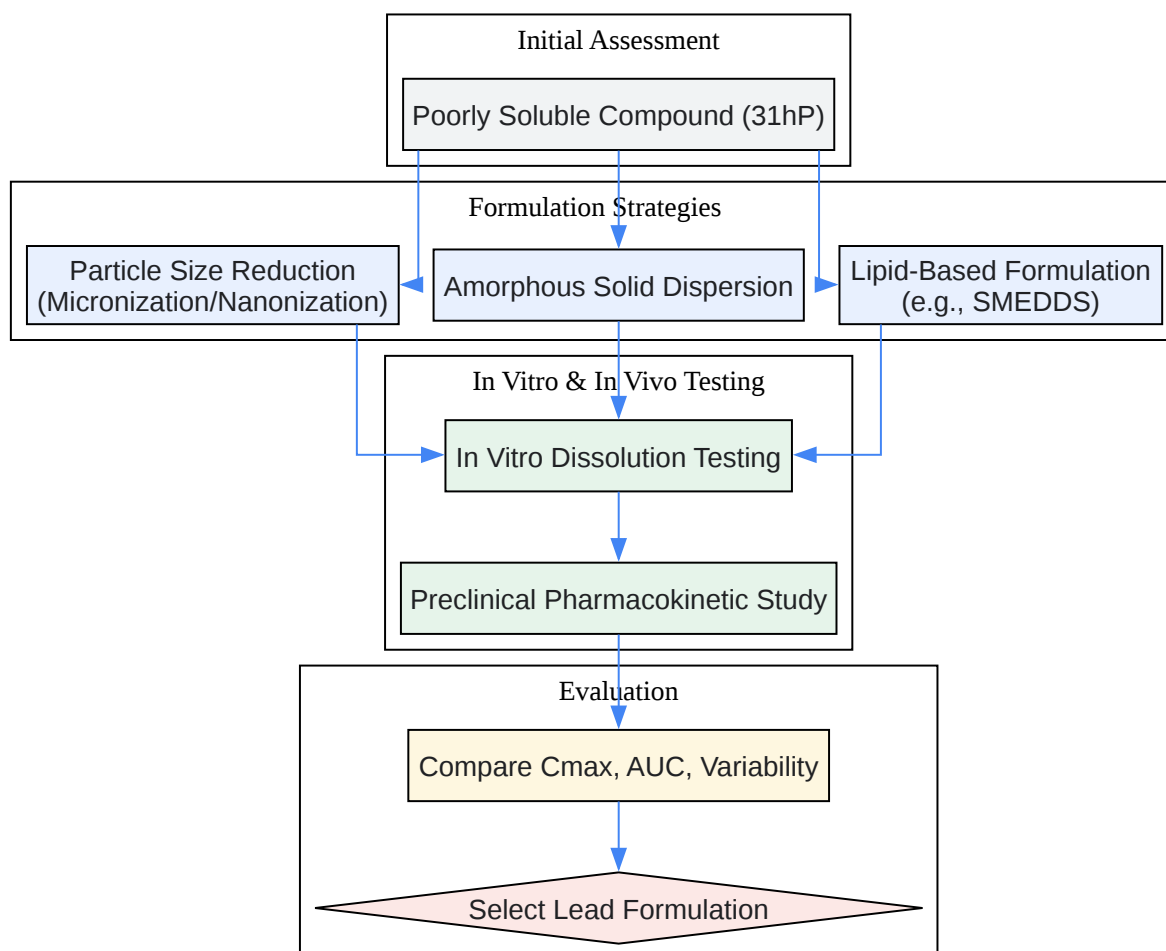 Initial Assessment
Poorly Soluble Compound (31hP)
Formulation Strategies
Particle Size Reduction
(Micronization/Nanonization)
Amorphous Solid Dispersion
Lipid-Based Formulation
(e.g., SMEDDS)
In Vitro & In Vivo Testing
In Vitro Dissolution Testing
Preclinical Pharmacokinetic Study
Evaluation
Compare Cmax, AUC, Variability
Select Lead Formulation